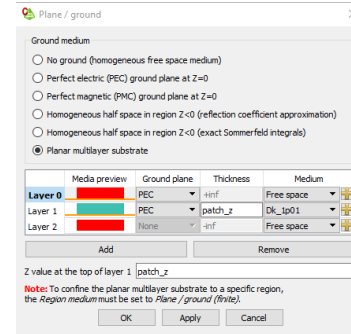 Plane / ground
Ground medium
No ground (homogeneous free space medium)
Perfect electric (PEC) ground plane at Z=0
Perfect magnetic (PMC) ground plane at Z=0
Homogeneous half space in region Z<0 (reflection coefficient approximation)
Homogeneous half space in region Z<0 (exact Sommerfeld integrals)
Planar multilayer substrate
Media preview Ground plane Thickness Medium
Layer 0 PEC +inf Free space
Layer 1 PEC patch_z Dk_1p01
Layer 2 None -inf Free space
Add Remove
Z value at the top of layer 1 patch_z
Note: To confine the planar multilayer substrate to a specific region,
the Region medium must be set to Plane / ground (finite).
OK Apply Cancel